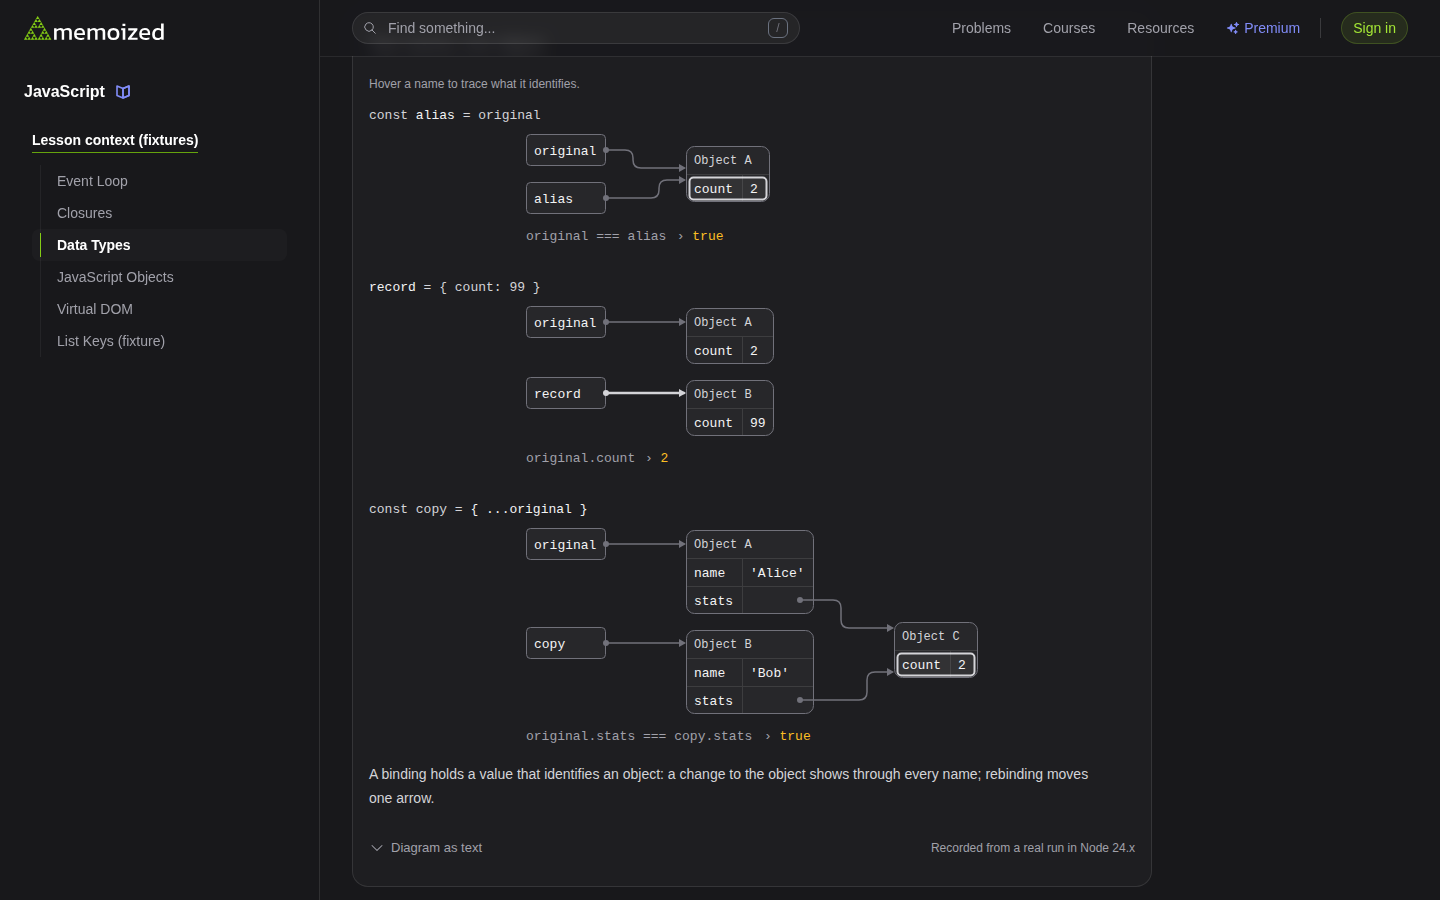 memoized
Find something...
/
Problems
Courses
Resources
Premium
Sign in
JavaScript
Lesson context (fixtures)
Event Loop
Closures
Data Types
JavaScript Objects
Virtual DOM
List Keys (fixture)
Hover a name to trace what it identifies.
const alias = original
original
Object A
count 2
alias
original === alias › true
record = { count: 99 }
original
Object A
count 2
record
Object B
count 99
original.count › 2
const copy = { ...original }
original
Object A
name 'Alice'
stats
copy
Object B
name 'Bob'
stats
Object C
count 2
original.stats === copy.stats › true
A binding holds a value that identifies an object: a change to the object shows through every name; rebinding moves
one arrow.
Diagram as text
Recorded from a real run in Node 24.x